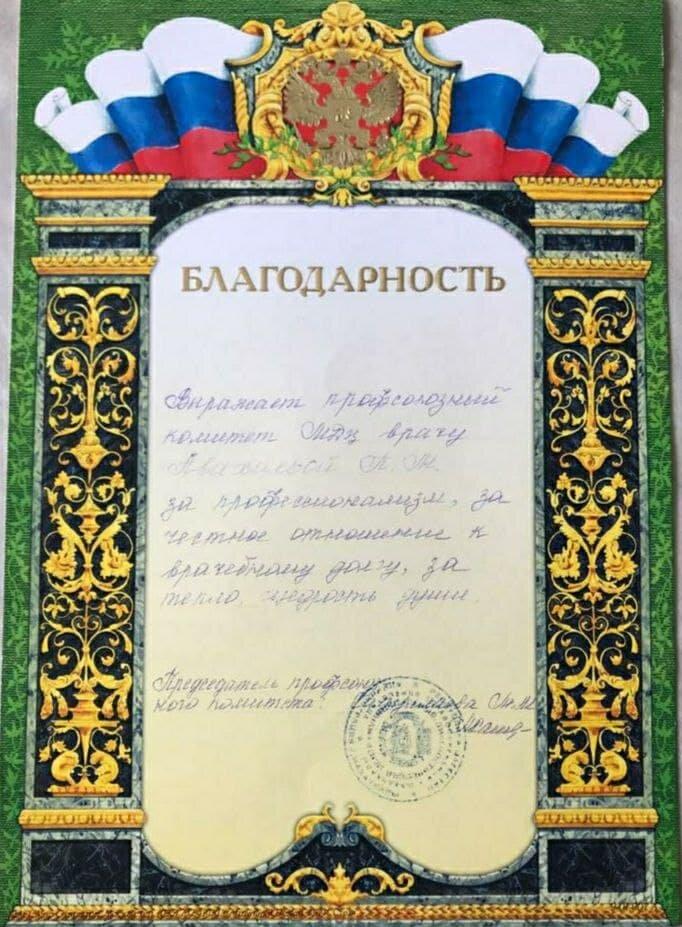 БЛАГОДАРНОСТЬ
Выражает профсоюзный
комитет МДЦ врачу
за профессионализм, за
честное отношение к
врачебному долгу, за
тепло, щедрость души.
Председатель профсоюз-
ного комитета: